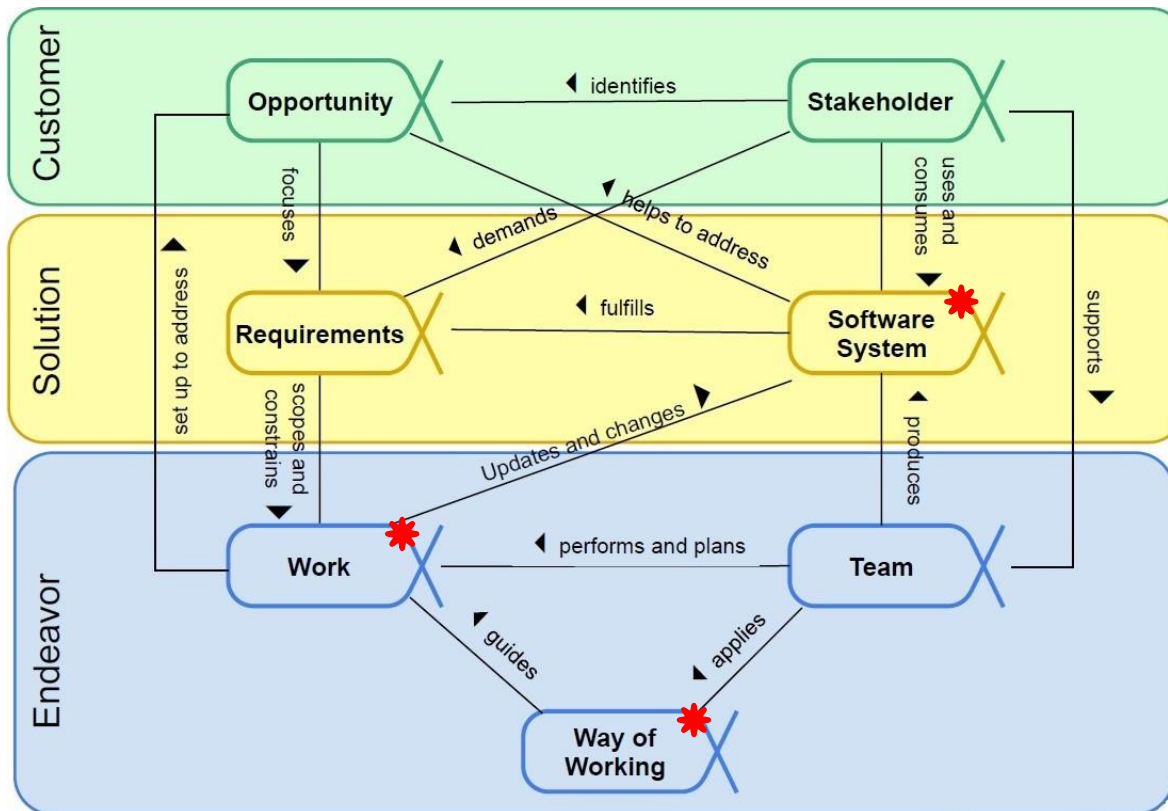 Customer
Opportunity
identifies
Stakeholder
focuses
demands
helps to address
uses and
consumes
Solution
set up to address
Requirements
fulfills
Software
System
supports
scopes and
constrains
Updates and changes
produces
Endeavor
Work
performs and plans
Team
guides
applies
Way of
Working